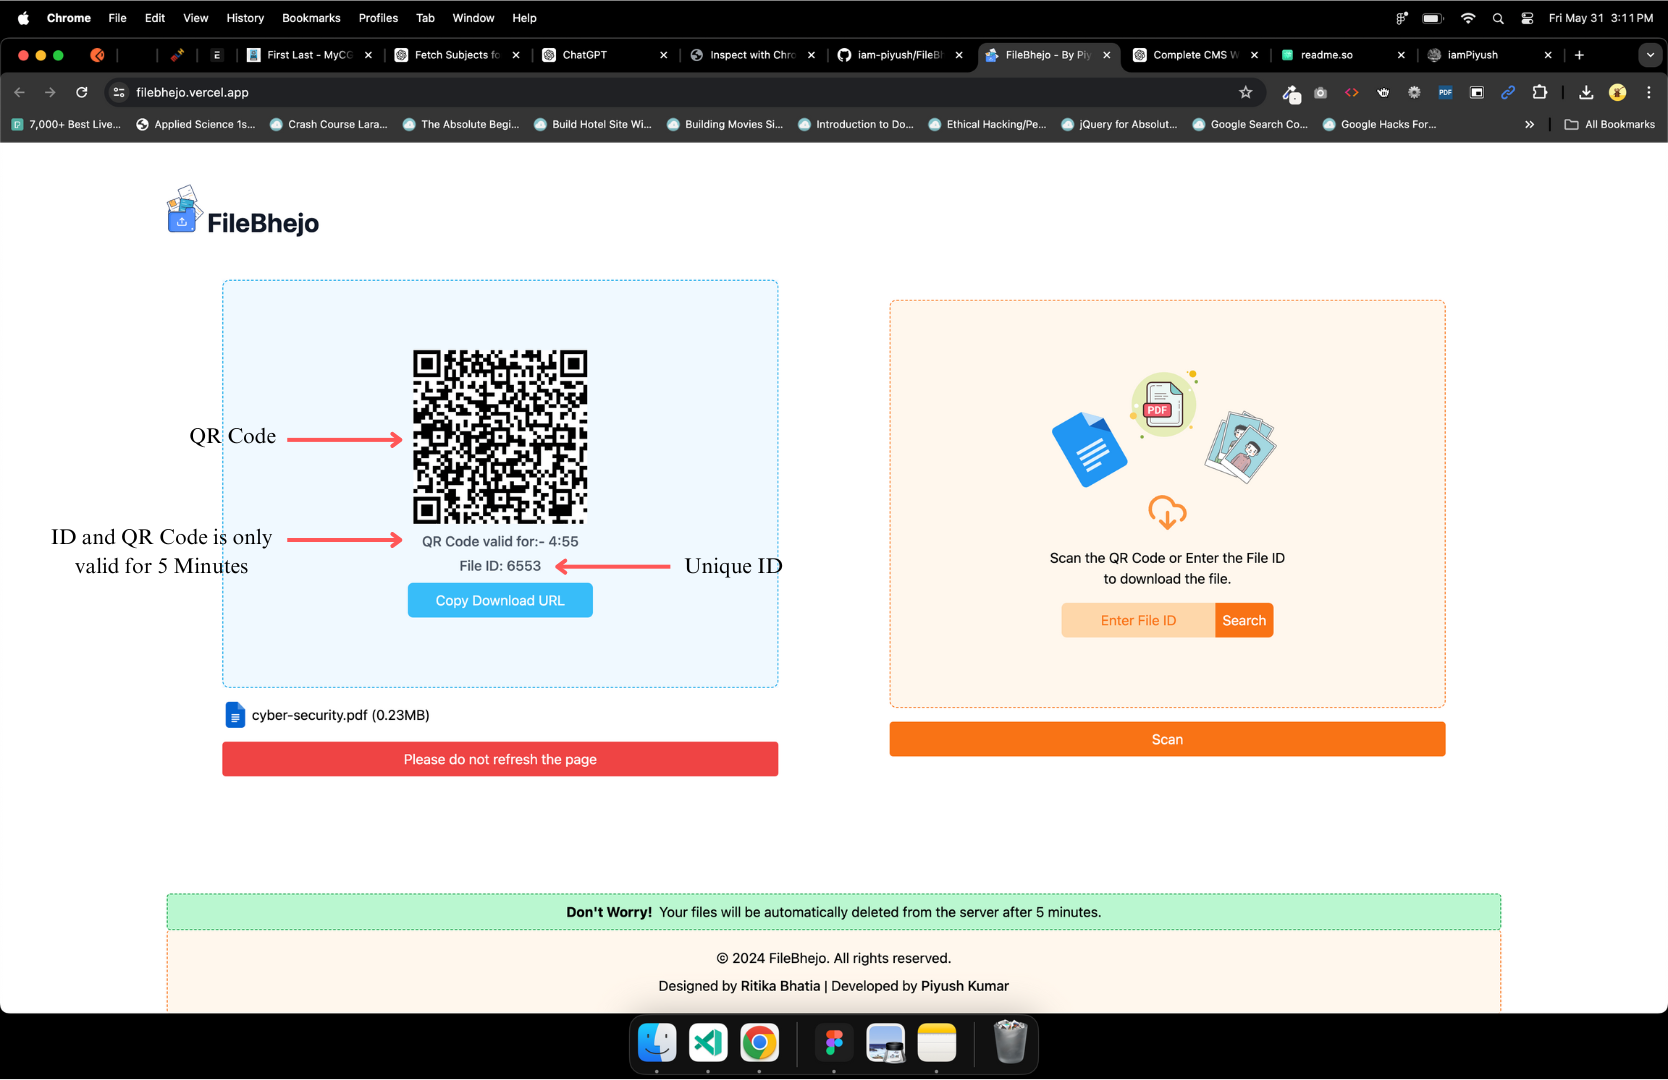 Chrome File Edit View History Bookmarks Profiles Tab Window Help
Fri May 31 3:11 PM
E
First Last - MyCG
Fetch Subjects fo
ChatGPT
Inspect with Chro
iam-piyush/FileBh
FileBhejo - By Piy
Complete CMS W
readme.so
iamPiyush
filebhejo.vercel.app
PDF
7,000+ Best Live...
Applied Science 1s...
Crash Course Lara...
The Absolute Begi...
Build Hotel Site Wi...
Building Movies Si...
Introduction to Do...
Ethical Hacking/Pe...
jQuery for Absolut...
Google Search Co...
Google Hacks For...
All Bookmarks
FileBhejo
QR Code
ID and QR Code is only
valid for 5 Minutes
QR Code valid for:- 4:55
File ID: 6553
Unique ID
Copy Download URL
cyber-security.pdf (0.23MB)
Please do not refresh the page
PDF
Scan the QR Code or Enter the File ID
to download the file.
Enter File ID
Search
Scan
Don't Worry! Your files will be automatically deleted from the server after 5 minutes.
© 2024 FileBhejo. All rights reserved.
Designed by Ritika Bhatia | Developed by Piyush Kumar